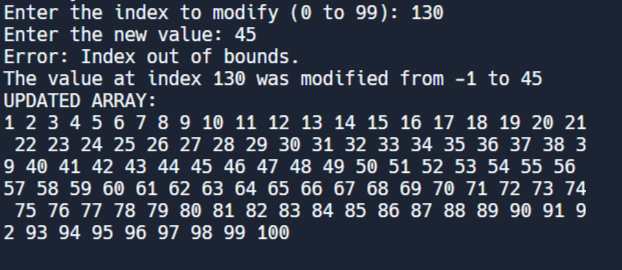 Enter the index to modify (0 to 99): 130
Enter the new value: 45
Error: Index out of bounds.
The value at index 130 was modified from -1 to 45
UPDATED ARRAY:
1 2 3 4 5 6 7 8 9 10 11 12 13 14 15 16 17 18 19 20 21
 22 23 24 25 26 27 28 29 30 31 32 33 34 35 36 37 38 3
9 40 41 42 43 44 45 46 47 48 49 50 51 52 53 54 55 56
57 58 59 60 61 62 63 64 65 66 67 68 69 70 71 72 73 74
 75 76 77 78 79 80 81 82 83 84 85 86 87 88 89 90 91 9
2 93 94 95 96 97 98 99 100